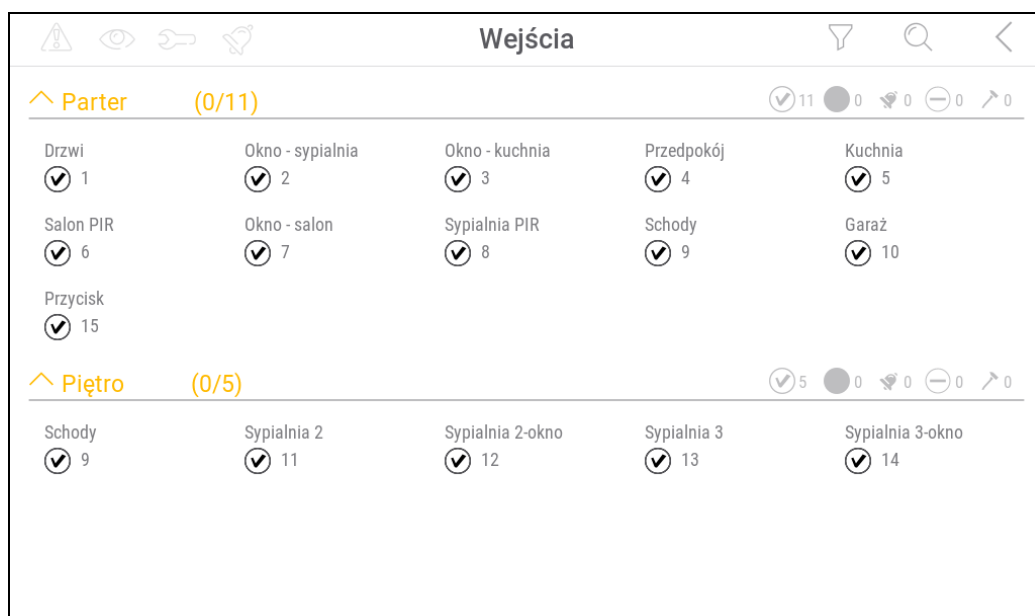 Wejścia
Parter (0/11) 11 0 0 0 0
Drzwi Okno - sypialnia Okno - kuchnia Przedpokój Kuchnia
1 2 3 4 5
Salon PIR Okno - salon Sypialnia PIR Schody Garaż
6 7 8 9 10
Przycisk
15
Piętro (0/5) 5 0 0 0 0
Schody Sypialnia 2 Sypialnia 2-okno Sypialnia 3 Sypialnia 3-okno
9 11 12 13 14